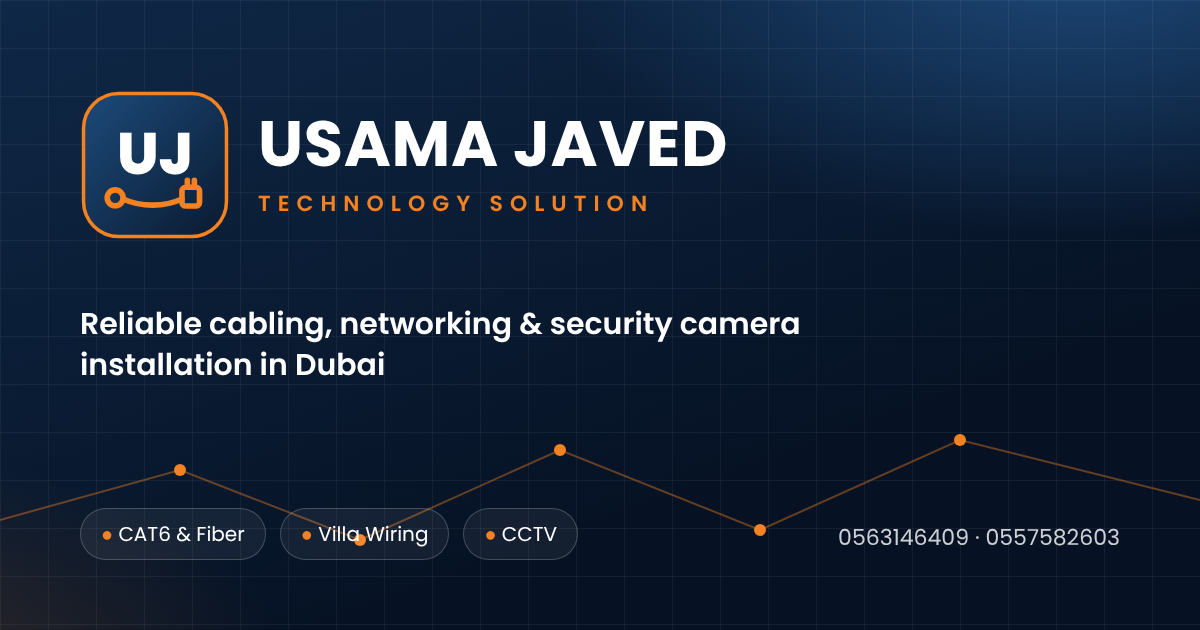 UJ
USAMA JAVED
TECHNOLOGY SOLUTION
Reliable cabling, networking & security camera
installation in Dubai
CAT6 & Fiber
Villa Wiring
CCTV
0563146409 · 0557582603